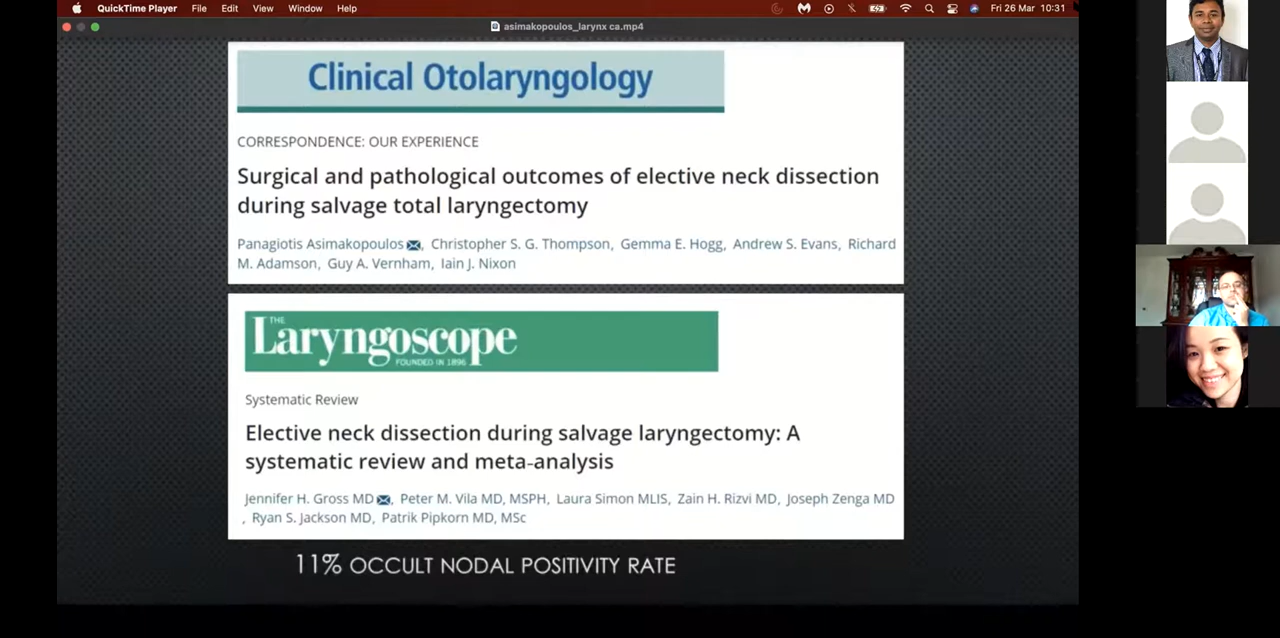 QuickTime Player File Edit View Window Help Fri 26 Mar 10:31
asimakopoulos_larynx ca.mp4
Clinical Otolaryngology
CORRESPONDENCE: OUR EXPERIENCE
Surgical and pathological outcomes of elective neck dissection
during salvage total laryngectomy
Panagiotis Asimakopoulos, Christopher S. G. Thompson, Gemma E. Hogg, Andrew S. Evans, Richard
M. Adamson, Guy A. Vernham, Iain J. Nixon
THE
Laryngoscope
FOUNDED IN 1896
Systematic Review
Elective neck dissection during salvage laryngectomy: A
systematic review and meta-analysis
Jennifer H. Gross MD, Peter M. Vila MD, MSPH, Laura Simon MLIS, Zain H. Rizvi MD, Joseph Zenga MD
, Ryan S. Jackson MD, Patrik Pipkorn MD, MSc
11% OCCULT NODAL POSITIVITY RATE